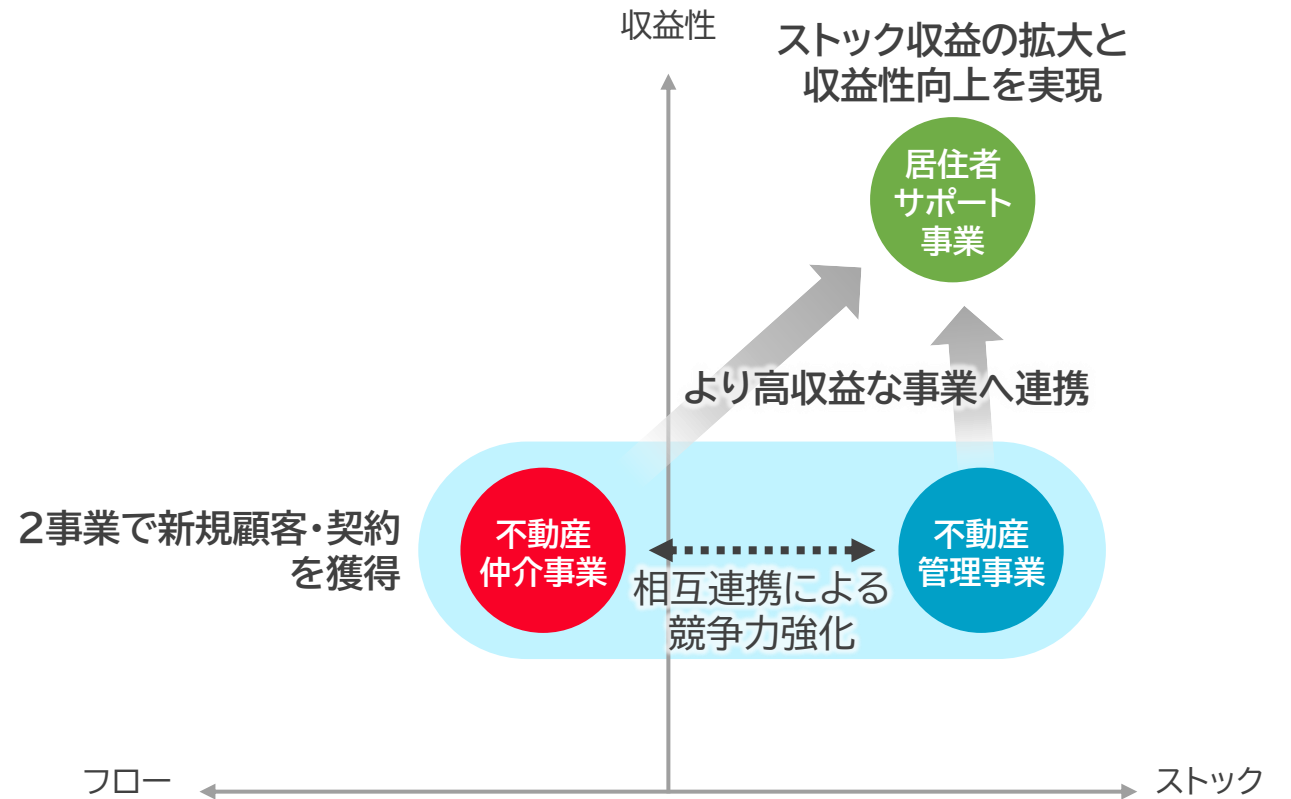 収益性
ストック収益の拡大と
収益性向上を実現
居住者
サポート
事業
より高収益な事業へ連携
2事業で新規顧客・契約
を獲得
不動産
仲介事業
相互連携による
競争力強化
不動産
管理事業
フロー
ストック